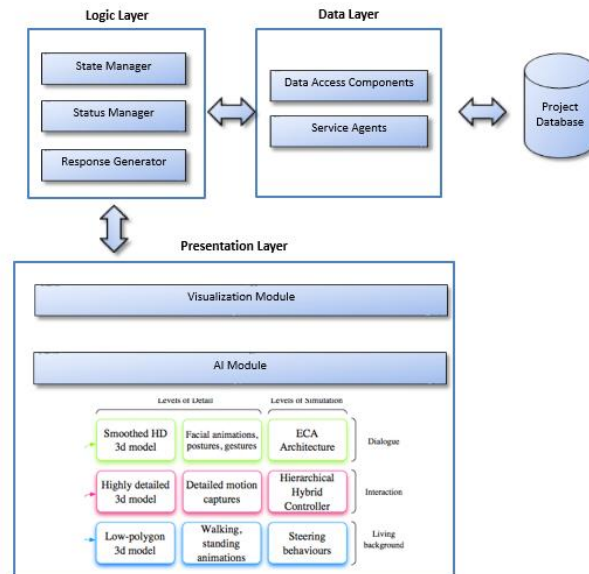 Logic Layer
Data Layer
State Manager
Status Manager
Response Generator
Data Access Components
Service Agents
Project
Database
Presentation Layer
Visualization Module
AI Module
Levels of Detail
Levels of Simulation
Smoothed HD
3d model
Facial animations,
postures, gestures
ECA
Architecture
Dialogue
Highly detailed
3d model
Detailed motion
captures
Hierarchical
Hybrid
Controller
Interaction
Low-polygon
3d model
Walking,
standing
animations
Steering
behaviours
Living
background